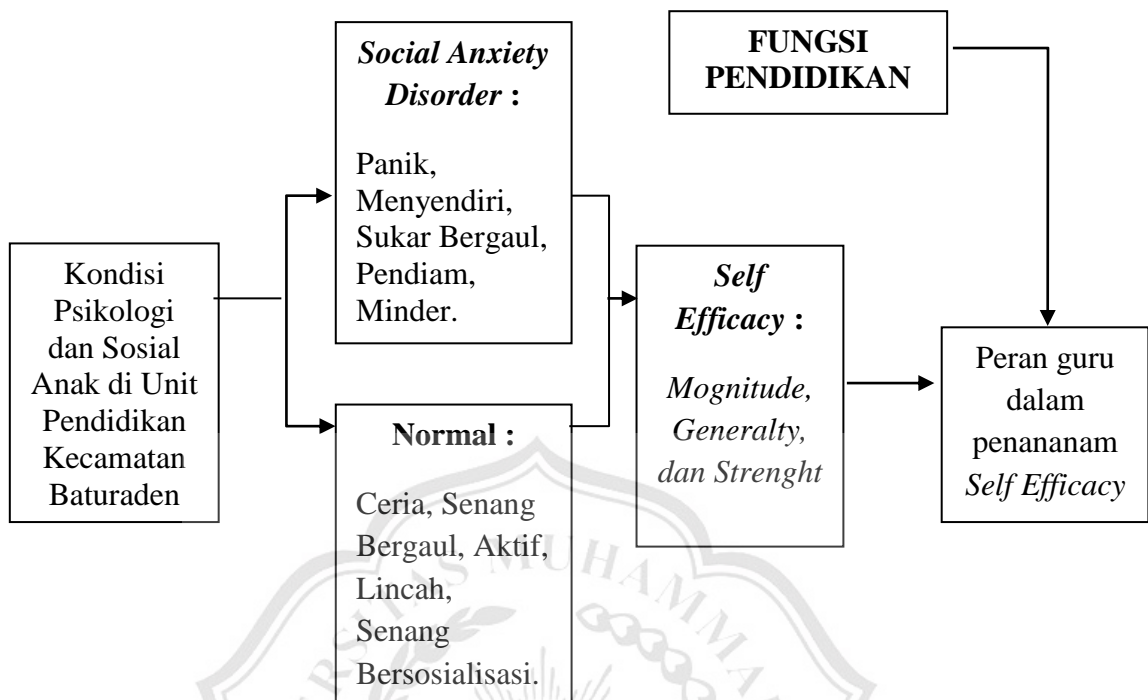 Kondisi
Psikologi
dan Sosial
Anak di Unit
Pendidikan
Kecamatan
Baturaden
Social Anxiety
Disorder :
Panik,
Menyendiri,
Sukar Bergaul,
Pendiam,
Minder.
Normal :
Ceria, Senang
Bergaul, Aktif,
Lincah,
Senang
Bersosialisasi.
Self
Efficacy :
Mognitude,
Generalty,
dan Strenght
FUNGSI
PENDIDIKAN
Peran guru
dalam
penananam
Self Efficacy